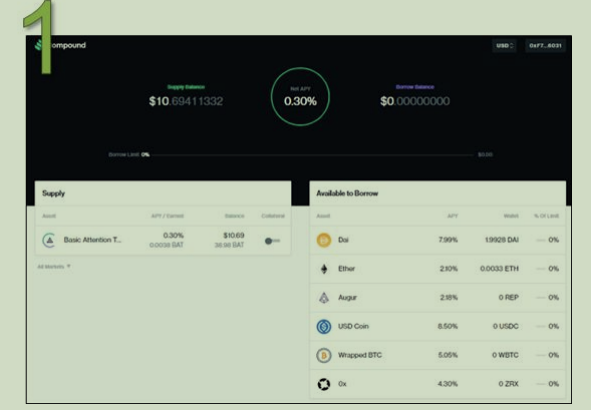 1
Compound
USD
0xF7...6031
Supply Balance
Net APY
Borrow Balance
$10.69411332
0.30%
$0.00000000
Borrow Limit 0%
$0.00
Supply
Asset APY / Earned Balance Collateral
Basic Attention T... 0.30% $10.69
0.0038 BAT 36.98 BAT
All Markets
Available to Borrow
Asset APY Wallet % Of Limit
Dai 7.99% 1.9928 DAI 0%
Ether 2.10% 0.0033 ETH 0%
Augur 2.18% 0 REP 0%
USD Coin 8.50% 0 USDC 0%
Wrapped BTC 5.05% 0 WBTC 0%
0x 4.30% 0 ZRX 0%